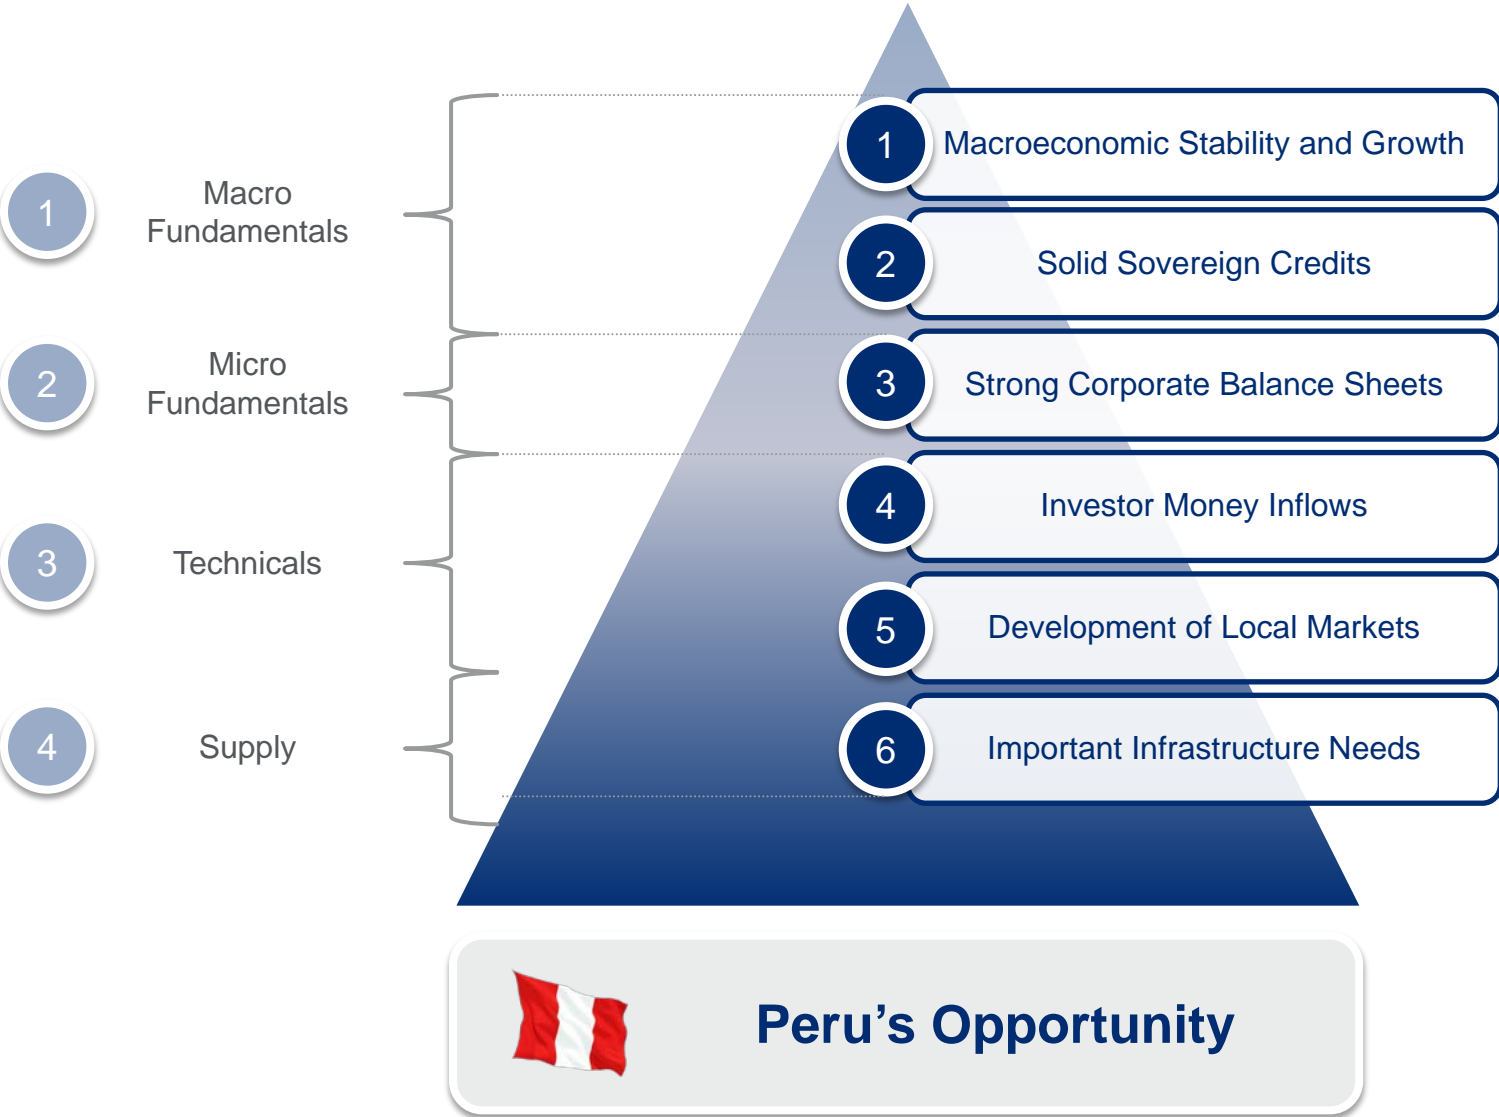 1
Macro
Fundamentals
2
Micro
Fundamentals
3
Technicals
4
Supply
1
Macroeconomic Stability and Growth
2
Solid Sovereign Credits
3
Strong Corporate Balance Sheets
4
Investor Money Inflows
5
Development of Local Markets
6
Important Infrastructure Needs
Peru’s Opportunity